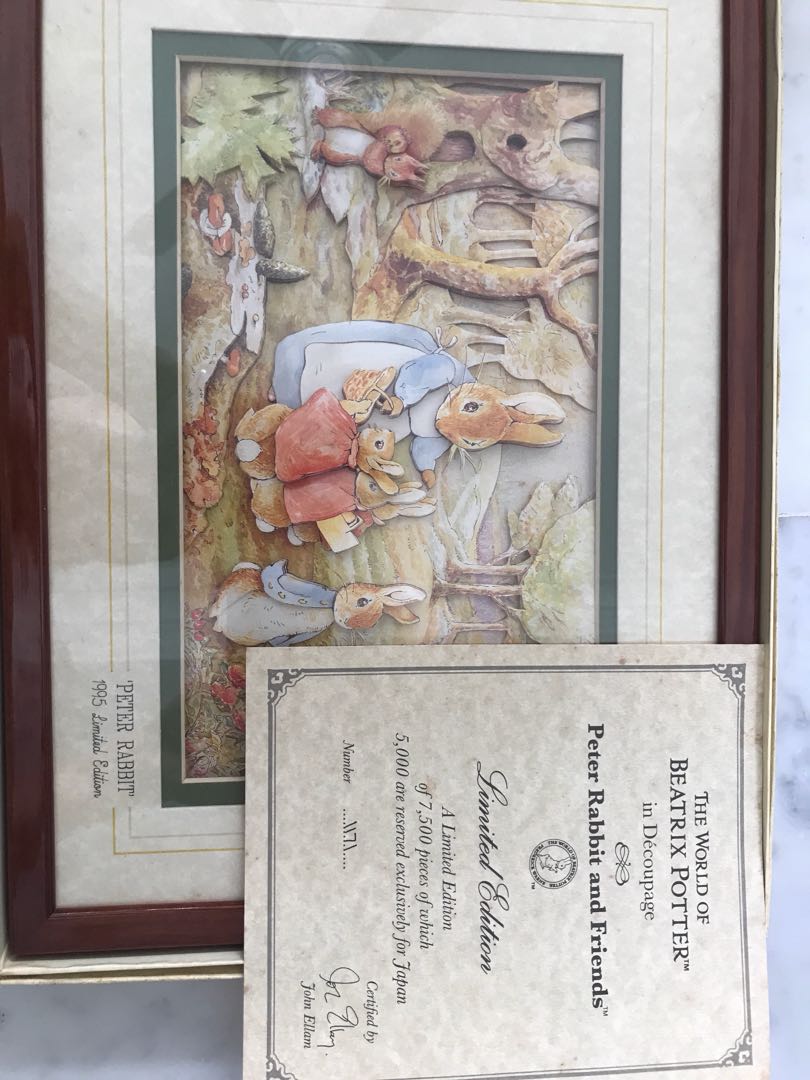 'PETER RABBIT'
1995 Limited Edition
THE WORLD OF
BEATRIX POTTER™
in Découpage
Peter Rabbit and Friends™
Limited Edition
A Limited Edition
of 7,500 pieces of which
5,000 are reserved exclusively for Japan
Number ....1161....
Certified by
John Ellam